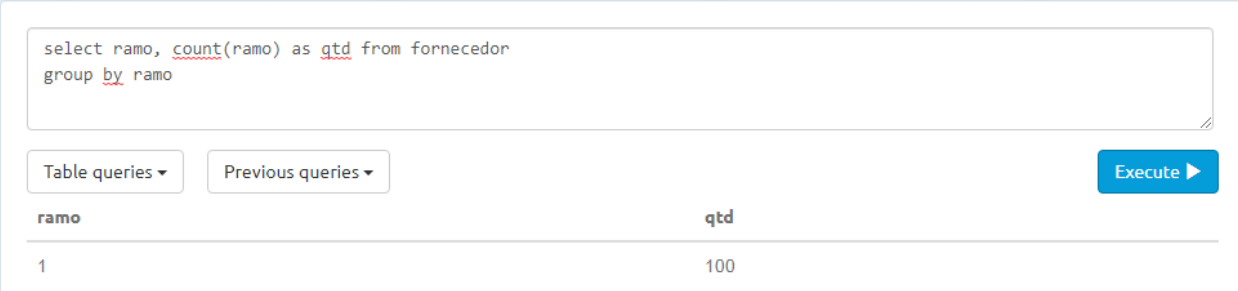 select ramo, count(ramo) as qtd from fornecedor
group by ramo
Table queries
Previous queries
Execute
ramo qtd
1 100